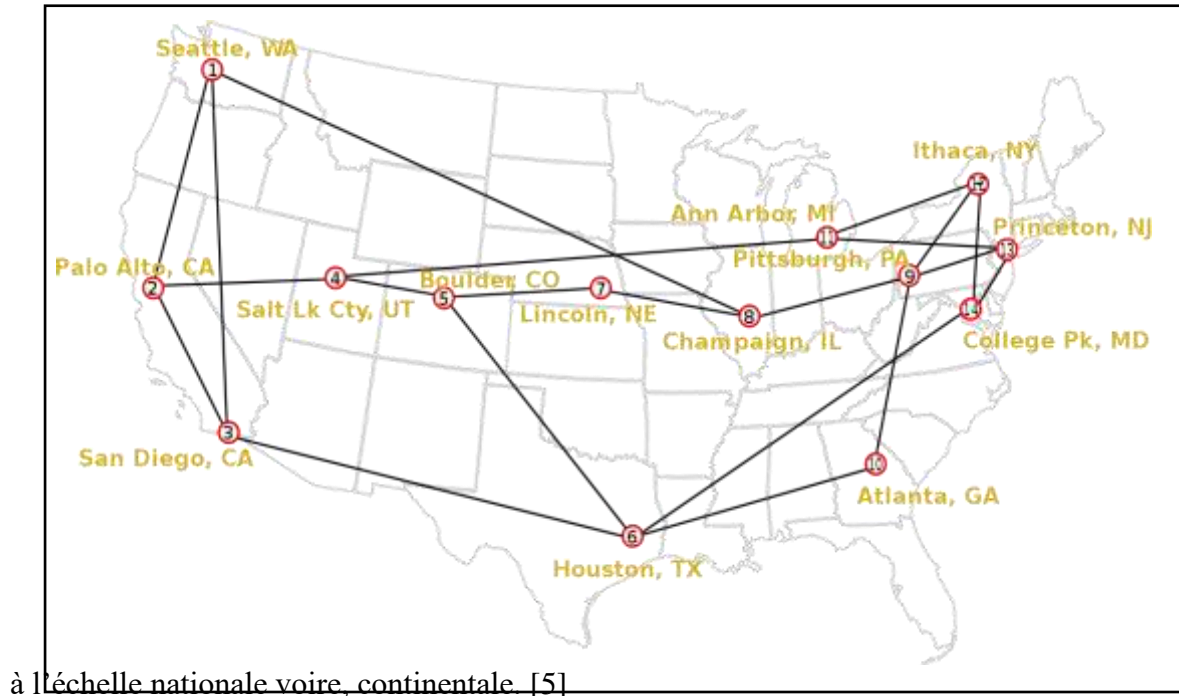 Seattle, WA
1
Ithaca, NY
12
Ann Arbor, MI
11
Princeton, NJ
13
Pittsburgh, PA
9
Palo Alto, CA
2
4
Salt Lk Cty, UT
Boulder, CO
5
7
Lincoln, NE
8
Champaign, IL
14
College Pk, MD
3
San Diego, CA
10
Atlanta, GA
6
Houston, TX
à l'échelle nationale voire, continentale. [5]